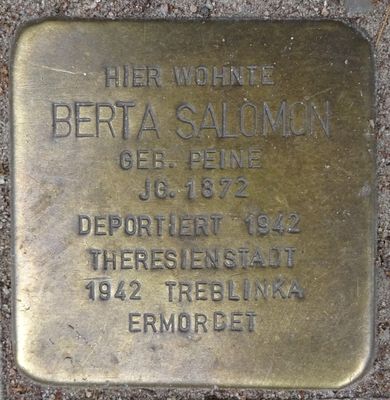 HIER WOHNTE
BERTA SALOMON
GEB. PEINE
JG. 1872
DEPORTIERT 1942
THERESIENSTADT
1942 TREBLINKA
ERMORDET